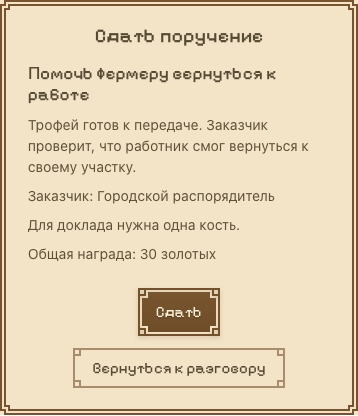 Сдать поручение
Помочь фермеру вернуться к
работе
Трофей готов к передаче. Заказчик
проверит, что работник смог вернуться к
своему участку.
Заказчик: Городской распорядитель
Для доклада нужна одна кость.
Общая награда: 30 золотых
Сдать
Вернуться к разговору